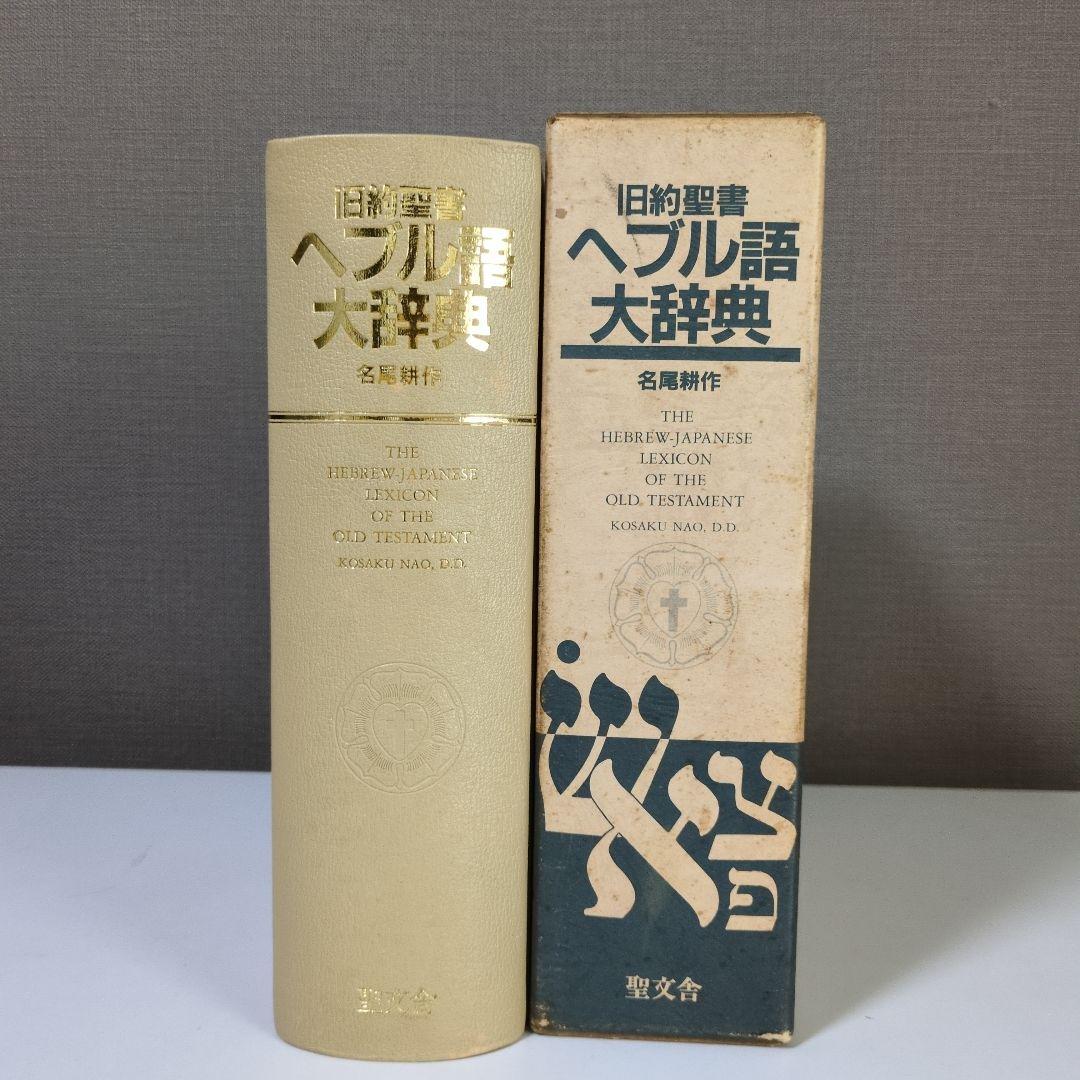 旧約聖書
ヘブル語
大辞典
名尾耕作
THE
HEBREW-JAPANESE
LEXICON
OF THE
OLD TESTAMENT
KOSAKU NAO, D.D.
聖文舎
旧約聖書
ヘブル語
大辞典
名尾耕作
THE
HEBREW-JAPANESE
LEXICON
OF THE
OLD TESTAMENT
KOSAKU NAO, D.D.
שׁ
א
צ
פ
聖文舎